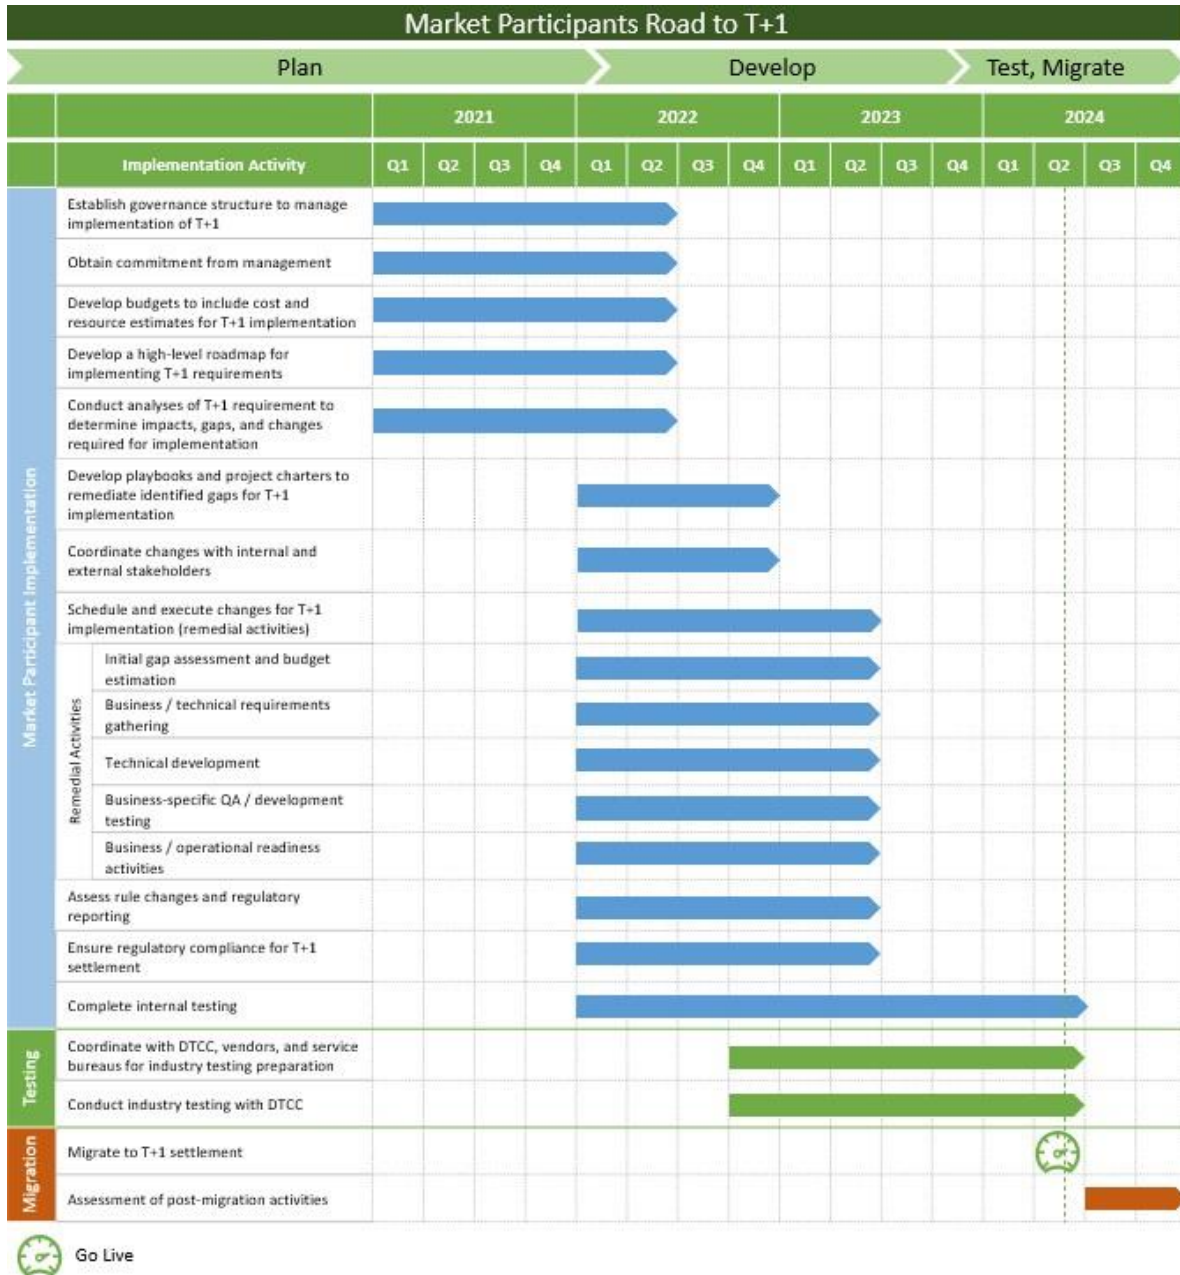 Market Participants Road to T+1
Plan
Develop
Test, Migrate
2021
2022
2023
2024
Implementation Activity
Q1
Q2
Q3
Q4
Q1
Q2
Q3
Q4
Q1
Q2
Q3
Q4
Q1
Q2
Q3
Q4
Market Participant Implementation
Establish governance structure to manage
implementation of T+1
Obtain commitment from management
Develop budgets to include cost and
resource estimates for T+1 implementation
Develop a high-level roadmap for
implementing T+1 requirements
Conduct analyses of T+1 requirement to
determine impacts, gaps, and changes
required for implementation
Develop playbooks and project charters to
remediate identified gaps for T+1
implementation
Coordinate changes with internal and
external stakeholders
Schedule and execute changes for T+1
implementation (remedial activities)
Remedial Activities
Initial gap assessment and budget
estimation
Business / technical requirements
gathering
Technical development
Business-specific QA / development
testing
Business / operational readiness
activities
Assess rule changes and regulatory
reporting
Ensure regulatory compliance for T+1
settlement
Complete internal testing
Testing
Coordinate with DTCC, vendors, and service
bureaus for industry testing preparation
Conduct industry testing with DTCC
Migration
Migrate to T+1 settlement
Assessment of post-migration activities
Go Live